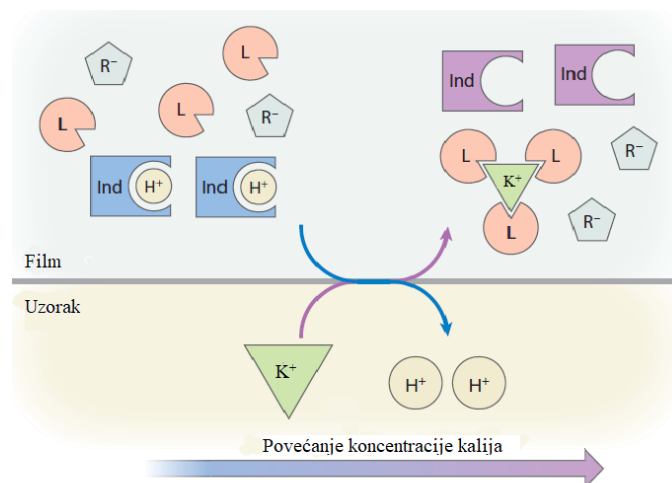 L
R⁻
L
L
R⁻
Ind H⁺
Ind H⁺
Ind
Ind
L
L
K⁺
L
R⁻
R⁻
Film
Uzorak
K⁺
H⁺ H⁺
Povećanje koncentracije kalija